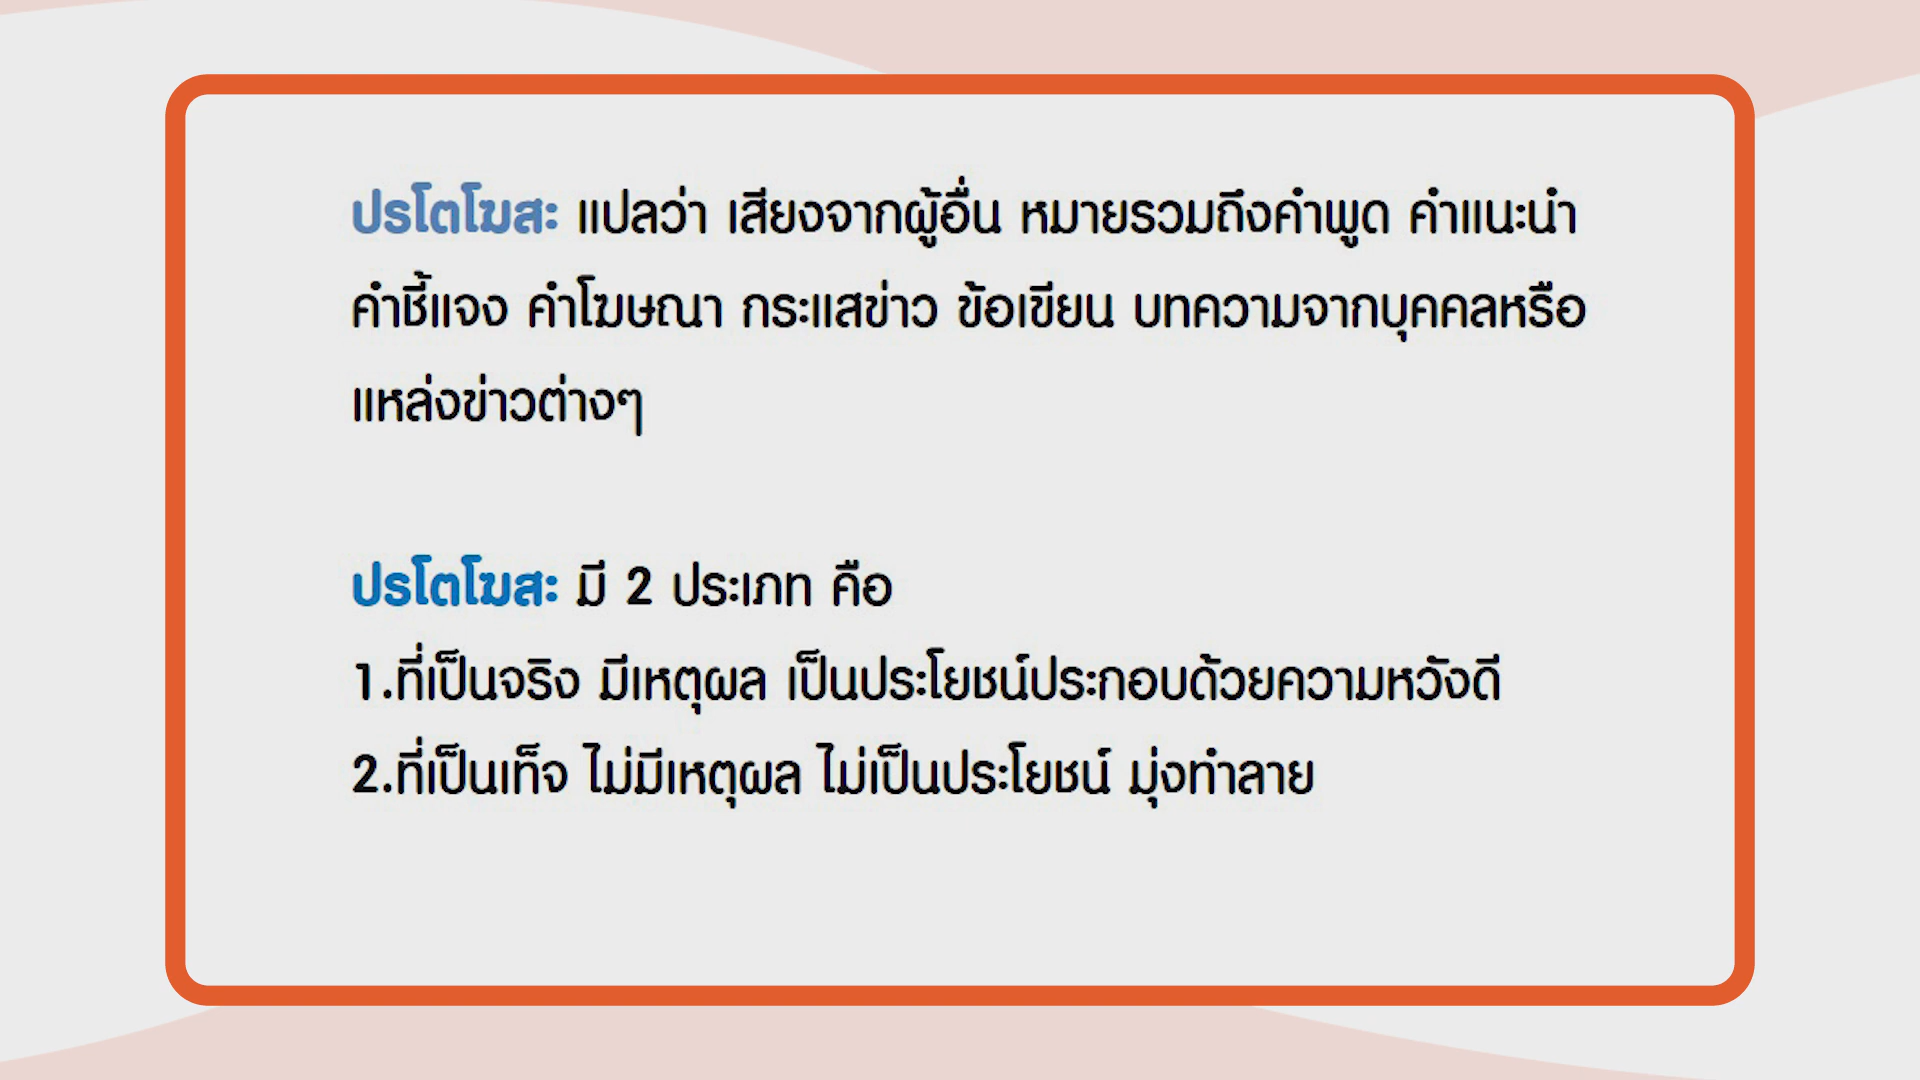 ปรโตโฆสะ แปลว่า เสียงจากผู้อื่น หมายรวมถึงคำพูด คำแนะนำ
คำชี้แจง คำโฆษณา กระแสข่าว ข้อเขียน บทความจากบุคคลหรือ
แหล่งข่าวต่างๆ
ปรโตโฆสะ มี 2 ประเภท คือ
1.ที่เป็นจริง มีเหตุผล เป็นประโยชน์ประกอบด้วยความหวังดี
2.ที่เป็นเท็จ ไม่มีเหตุผล ไม่เป็นประโยชน์ มุ่งทำลาย